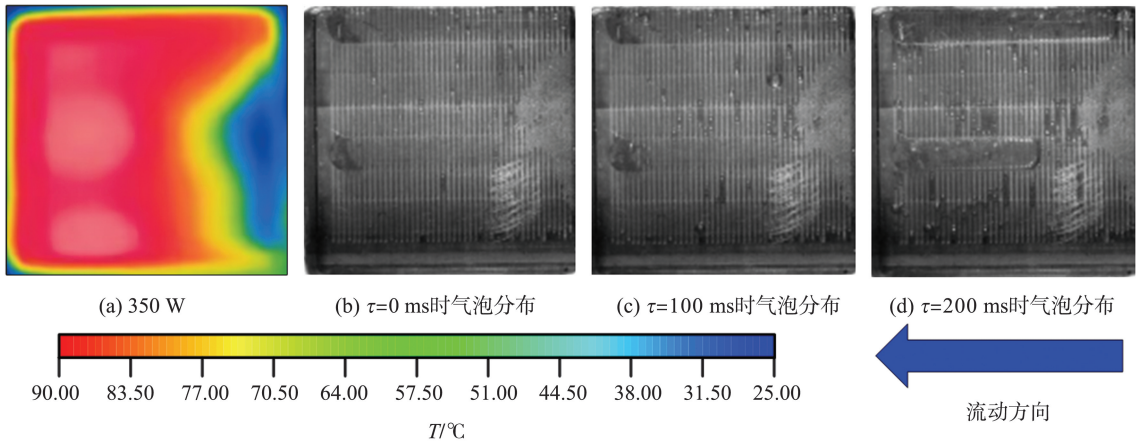 (a) 350 W
(b) τ=0 ms时气泡分布
(c) τ=100 ms时气泡分布
(d) τ=200 ms时气泡分布
90.00 83.50 77.00 70.50 64.00 57.50 51.00 44.50 38.00 31.50 25.00
T/℃
流动方向